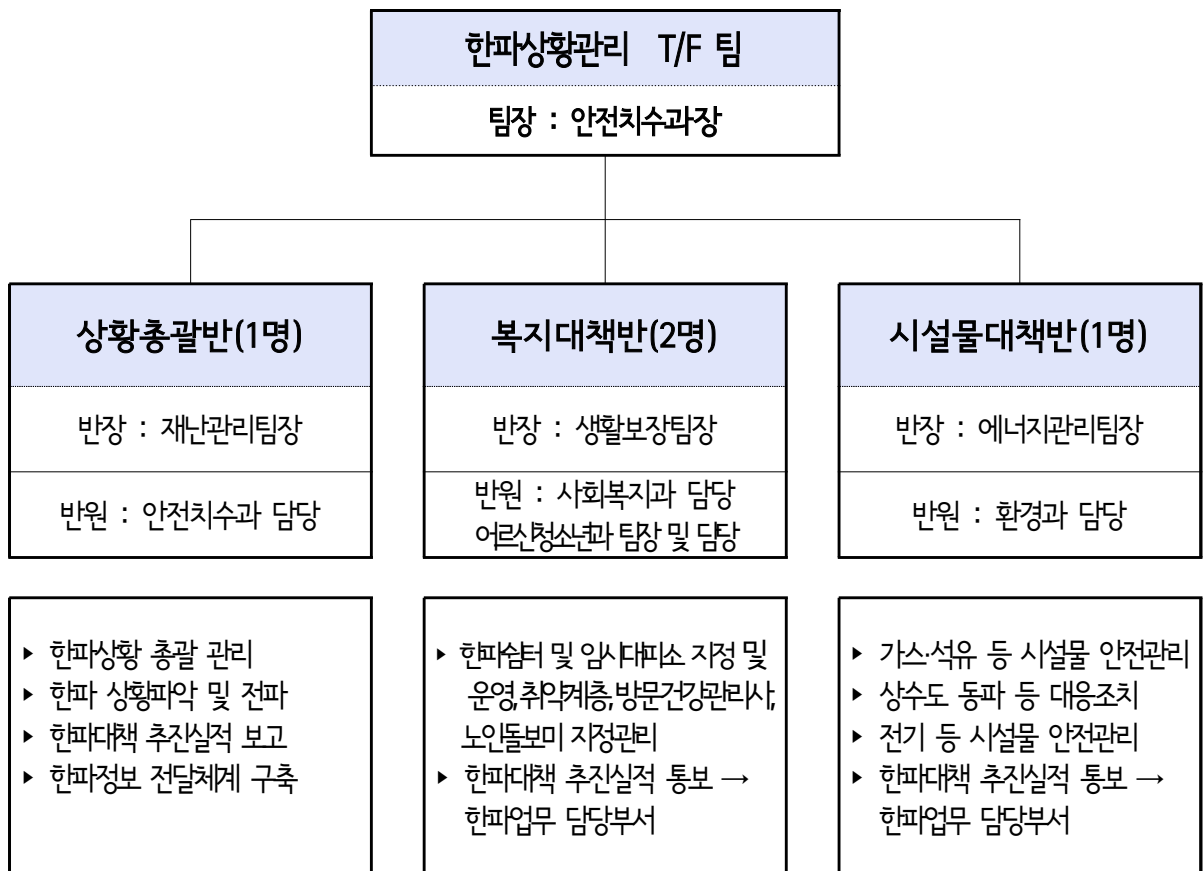 한파상황관리 T/F 팀
팀장 : 안전치수과장
상황총괄반(1명)
반장 : 재난관리팀장
반원 : 안전치수과 담당
▸ 한파상황 총괄 관리
▸ 한파 상황파악 및 전파
▸ 한파대책 추진실적 보고
▸ 한파정보 전달체계 구축
복지대책반(2명)
반장 : 생활보장팀장
반원 : 사회복지과 담당
어르신청소년과 팀장 및 담당
▸ 한파쉼터 및 임시대피소 지정 및
운영,취약계층,방문건강관리사,
노인돌보미 지정관리
▸ 한파대책 추진실적 통보 →
한파업무 담당부서
시설물대책반(1명)
반장 : 에너지관리팀장
반원 : 환경과 담당
▸ 가스·석유 등 시설물 안전관리
▸ 상수도 동파 등 대응조치
▸ 전기 등 시설물 안전관리
▸ 한파대책 추진실적 통보 →
한파업무 담당부서